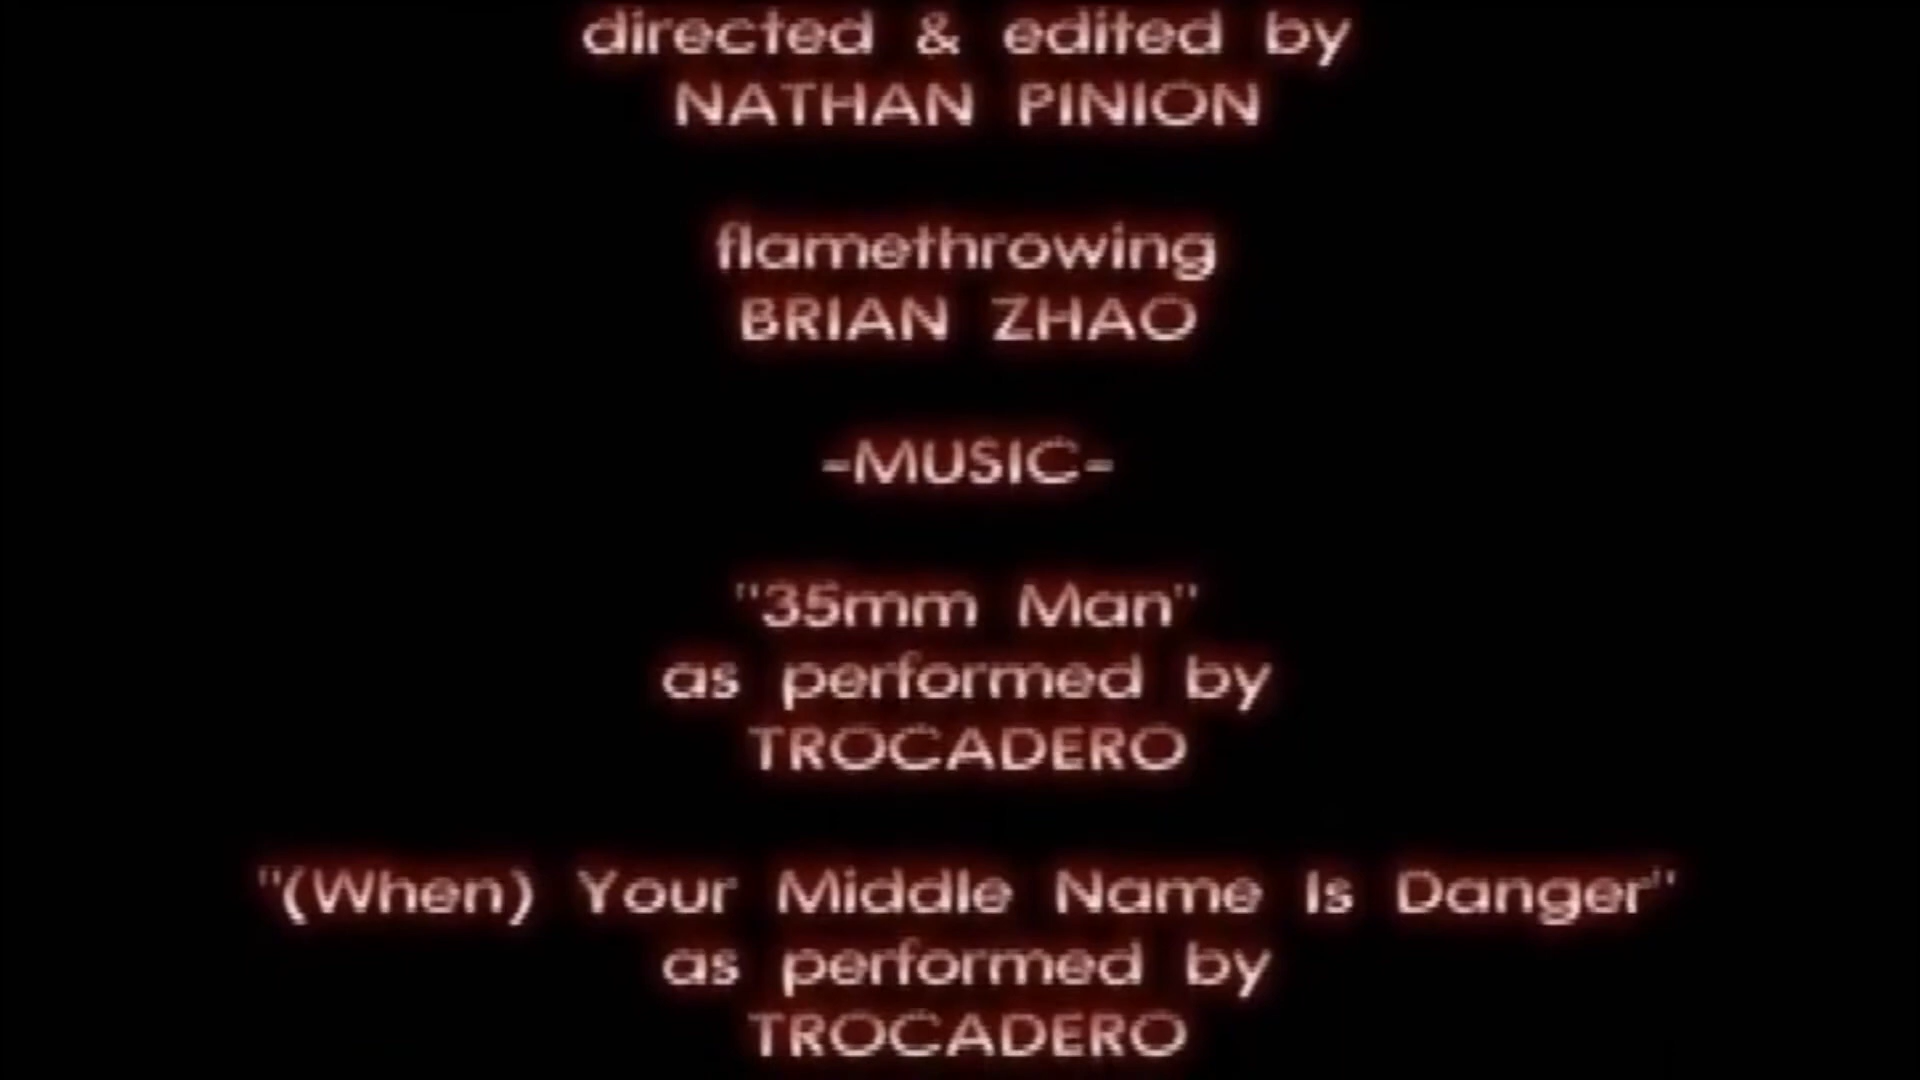 directed & edited by
NATHAN PINION
flamethrowing
BRIAN ZHAO
-MUSIC-
"35mm Man"
as performed by
TROCADERO
"(When) Your Middle Name Is Danger"
as performed by
TROCADERO